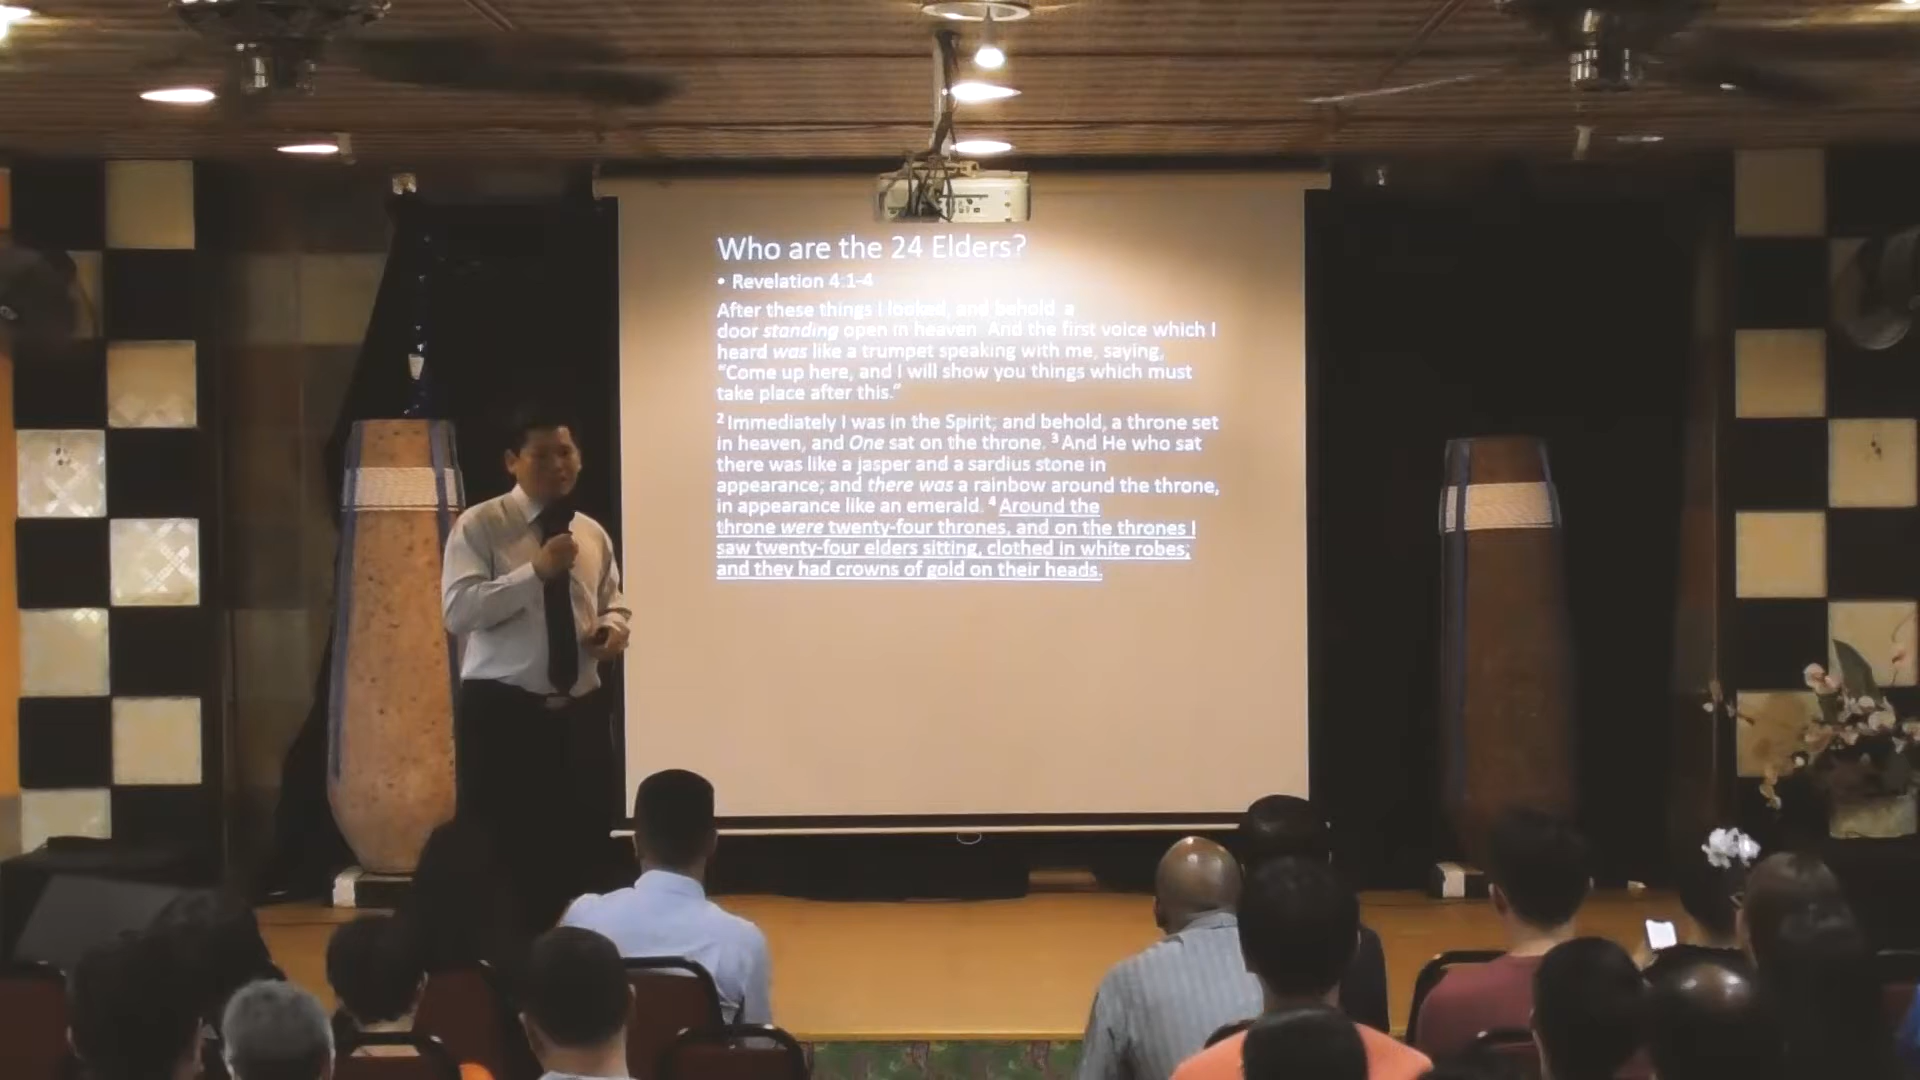 Who are the 24 Elders?
• Revelation 4:1-4
After these things I looked, and behold, a
door standing open in heaven. And the first voice which I
heard was like a trumpet speaking with me, saying,
“Come up here, and I will show you things which must
take place after this.”
2 Immediately I was in the Spirit; and behold, a throne set
in heaven, and One sat on the throne. 3 And He who sat
there was like a jasper and a sardius stone in
appearance; and there was a rainbow around the throne,
in appearance like an emerald. 4 Around the
throne were twenty-four thrones, and on the thrones I
saw twenty-four elders sitting, clothed in white robes;
and they had crowns of gold on their heads.